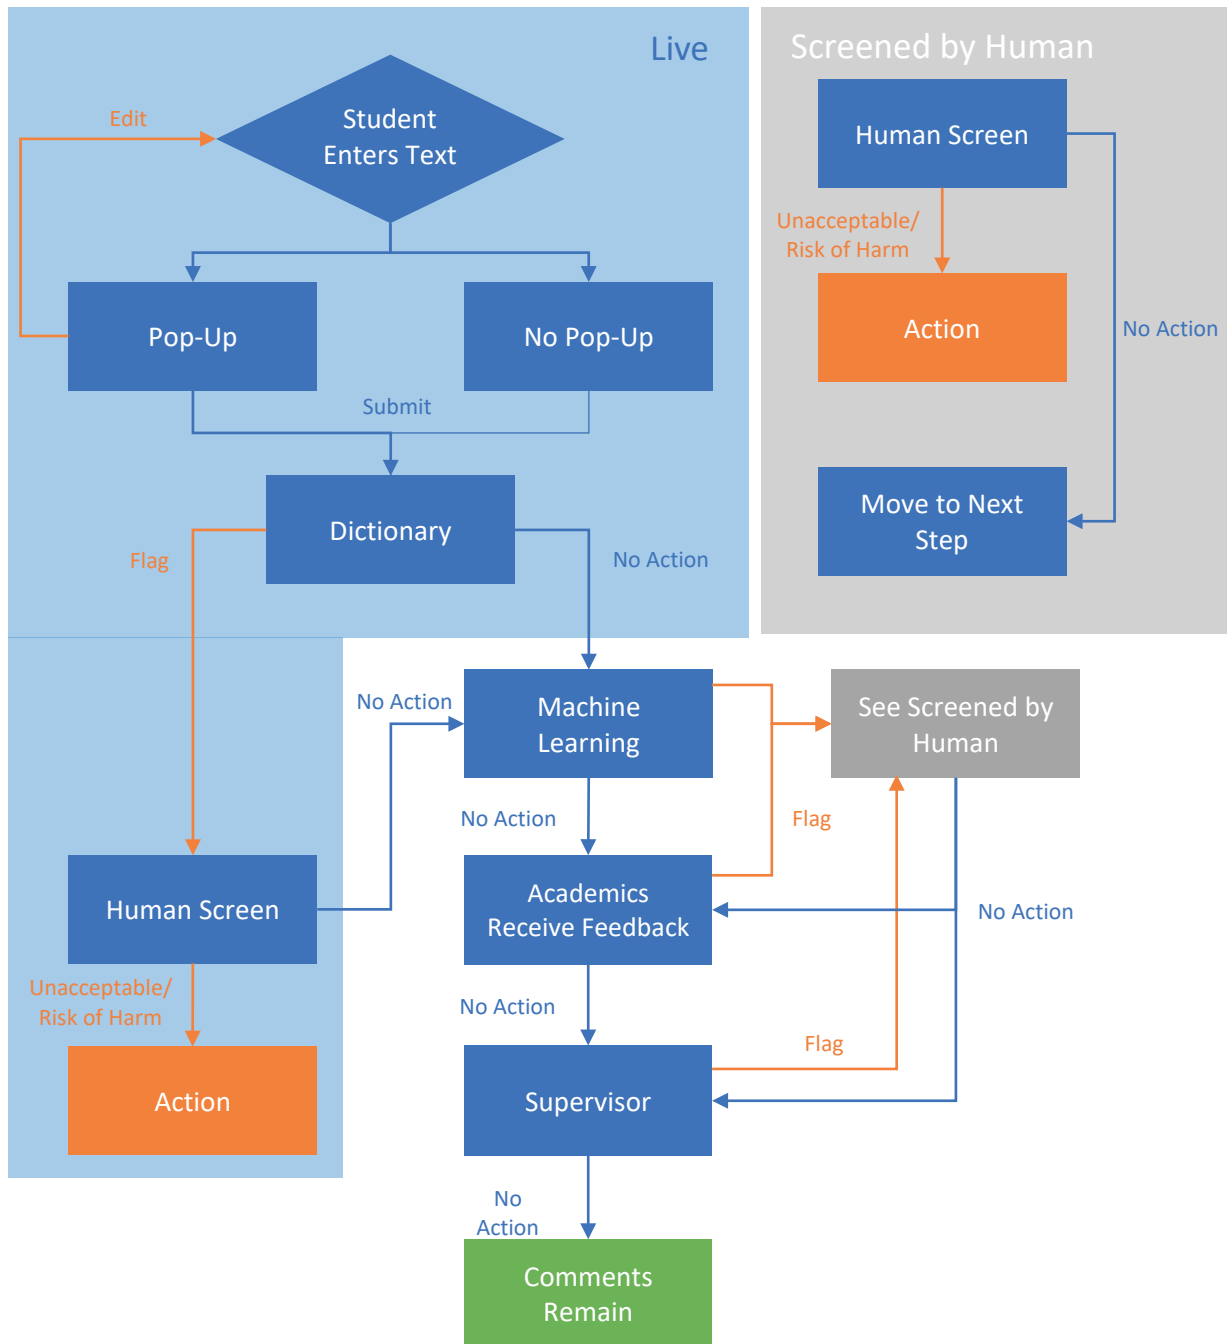 Live
Edit
Student
Enters Text
Pop-Up
No Pop-Up
Submit
Dictionary
Flag
No Action
Screened by Human
Human Screen
Unacceptable/
Risk of Harm
Action
No Action
Move to Next
Step
No Action
Machine
Learning
See Screened by
Human
No Action
Flag
Human Screen
Academics
Receive Feedback
No Action
Unacceptable/
Risk of Harm
No Action
Flag
Action
Supervisor
No
Action
Comments
Remain